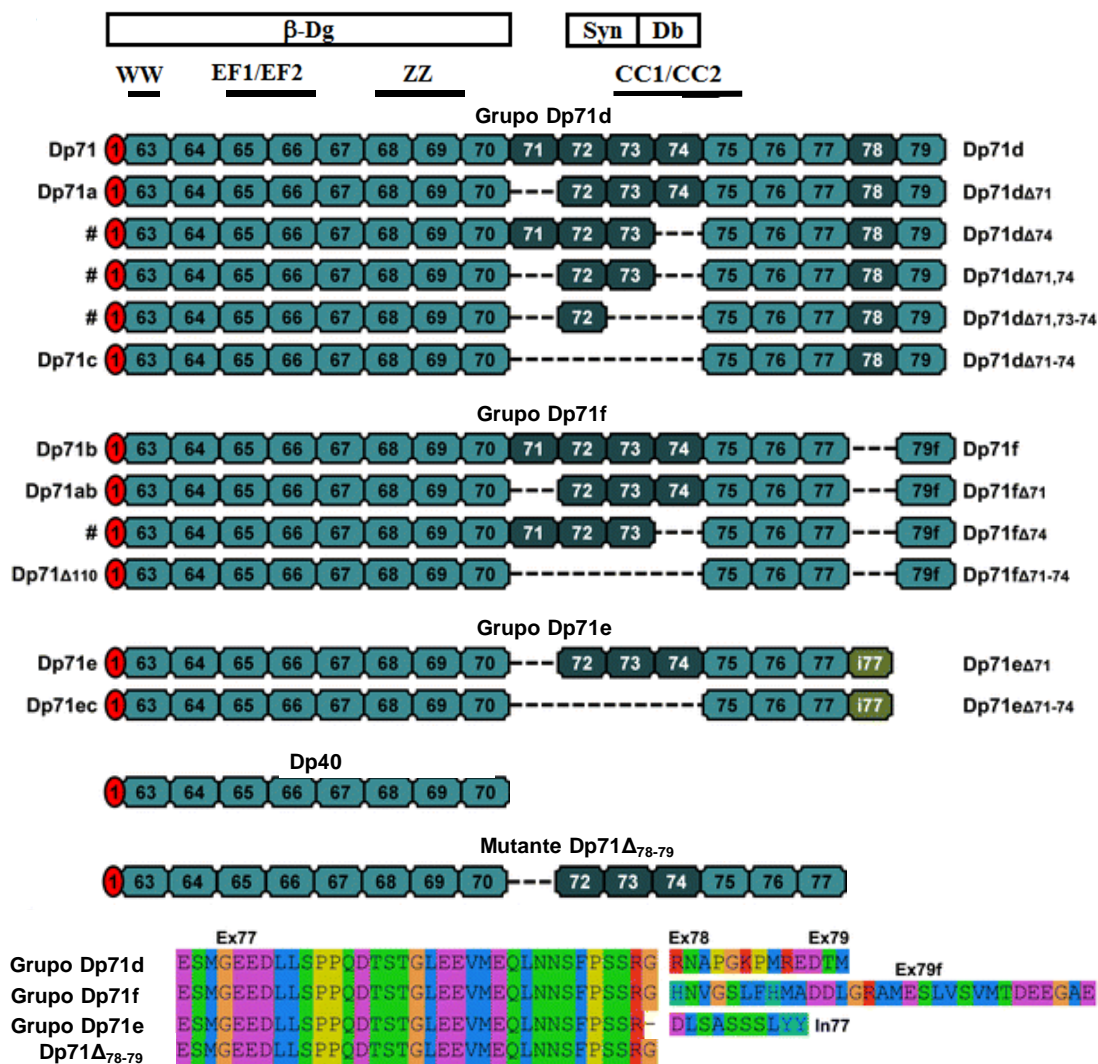 β-Dg Syn Db
WW EF1/EF2 ZZ CC1/CC2
Grupo Dp71d
Dp71 1 63 64 65 66 67 68 69 70 71 72 73 74 75 76 77 78 79 Dp71d
Dp71a 1 63 64 65 66 67 68 69 70 72 73 74 75 76 77 78 79 Dp71dΔ71
# 1 63 64 65 66 67 68 69 70 71 72 73 75 76 77 78 79 Dp71dΔ74
# 1 63 64 65 66 67 68 69 70 72 73 75 76 77 78 79 Dp71dΔ71,74
# 1 63 64 65 66 67 68 69 70 72 75 76 77 78 79 Dp71dΔ71,73-74
Dp71c 1 63 64 65 66 67 68 69 70 75 76 77 78 79 Dp71dΔ71-74
Grupo Dp71f
Dp71b 1 63 64 65 66 67 68 69 70 71 72 73 74 75 76 77 79f Dp71f
Dp71ab 1 63 64 65 66 67 68 69 70 72 73 74 75 76 77 79f Dp71fΔ71
# 1 63 64 65 66 67 68 69 70 71 72 73 75 76 77 79f Dp71fΔ74
Dp71Δ110 1 63 64 65 66 67 68 69 70 75 76 77 79f Dp71fΔ71-74
Grupo Dp71e
Dp71e 1 63 64 65 66 67 68 69 70 72 73 74 75 76 77 i77 Dp71eΔ71
Dp71ec 1 63 64 65 66 67 68 69 70 75 76 77 i77 Dp71eΔ71-74
Dp40
1 63 64 65 66 67 68 69 70
Mutante Dp71Δ78-79
1 63 64 65 66 67 68 69 70 72 73 74 75 76 77
Ex77 Ex78 Ex79
Grupo Dp71d ESMGEEDLLSPPQDTSTGLEEVMEQLNNSFPSSRG RNAPGKPMREDTM
Ex79f
Grupo Dp71f ESMGEEDLLSPPQDTSTGLEEVMEQLNNSFPSSRG HNVGSLFHMADDLGRAMESLVSVMTDEEGAE
Grupo Dp71e ESMGEEDLLSPPQDTSTGLEEVMEQLNNSFPSSR- DLSASSSLYY In77
Dp71Δ78-79 ESMGEEDLLSPPQDTSTGLEEVMEQLNNSFPSSRG